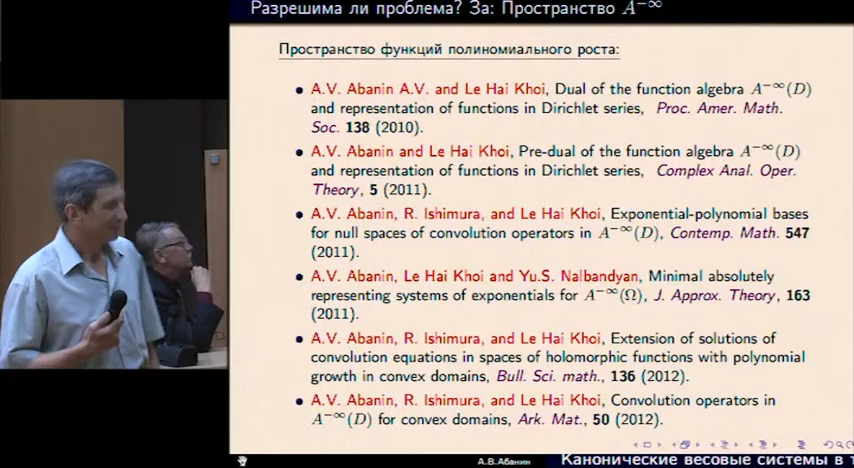 Разрешима ли проблема? За: Пространство A⁻∞
Пространство функций полиномиального роста:
• A.V. Abanin A.V. and Le Hai Khoi, Dual of the function algebra A⁻∞(D)
and representation of functions in Dirichlet series, Proc. Amer. Math.
Soc. 138 (2010).
• A.V. Abanin and Le Hai Khoi, Pre-dual of the function algebra A⁻∞(D)
and representation of functions in Dirichlet series, Complex Anal. Oper.
Theory, 5 (2011).
• A.V. Abanin, R. Ishimura, and Le Hai Khoi, Exponential-polynomial bases
for null spaces of convolution operators in A⁻∞(D), Contemp. Math. 547
(2011).
• A.V. Abanin, Le Hai Khoi and Yu.S. Nalbandyan, Minimal absolutely
representing systems of exponentials for A⁻∞(Ω), J. Approx. Theory, 163
(2011).
• A.V. Abanin, R. Ishimura, and Le Hai Khoi, Extension of solutions of
convolution equations in spaces of holomorphic functions with polynomial
growth in convex domains, Bull. Sci. math., 136 (2012).
• A.V. Abanin, R. Ishimura, and Le Hai Khoi, Convolution operators in
A⁻∞(D) for convex domains, Ark. Mat., 50 (2012).
А.В.Абанин Канонические весовые системы в т